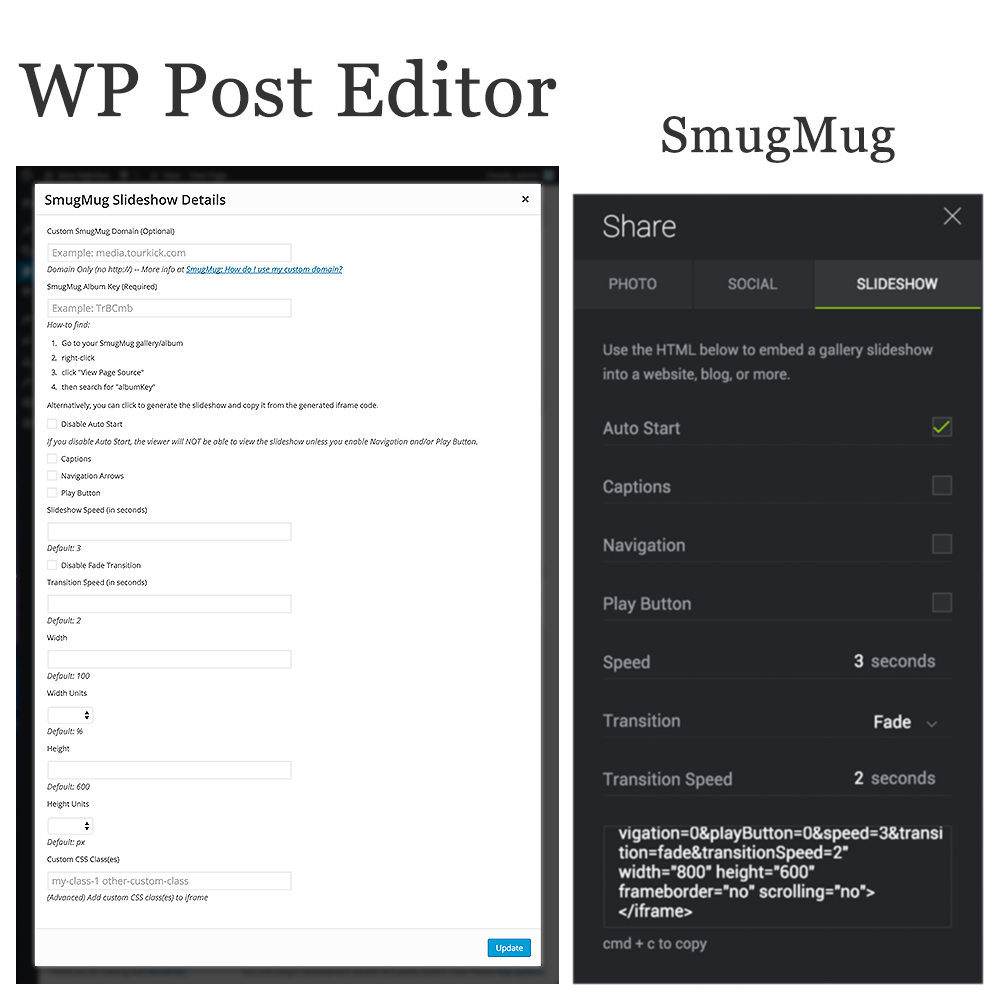 WP Post Editor
SmugMug
SmugMug Slideshow Details
×
Custom SmugMug Domain (Optional)
Example: media.tourkick.com
Domain Only (no http://) -- More info at SmugMug: How do I use my custom domain?
SmugMug Album Key (Required)
Example: TrBCmb
How-to find:
1. Go to your SmugMug gallery/album
2. right-click
3. click "View Page Source"
4. then search for "albumKey"
Alternatively, you can click to generate the slideshow and copy it from the generated iframe code.
Disable Auto Start
If you disable Auto Start, the viewer will NOT be able to view the slideshow unless you enable Navigation and/or Play Button.
Captions
Navigation Arrows
Play Button
Slideshow Speed (in seconds)
Default: 3
Disable Fade Transition
Transition Speed (in seconds)
Default: 2
Width
Default: 100
Width Units
Default: %
Height
Default: 600
Height Units
Default: px
Custom CSS Class(es)
my-class-1 other-custom-class
(Advanced) Add custom CSS class(es) to iframe
Update
Share
PHOTO SOCIAL SLIDESHOW
Use the HTML below to embed a gallery slideshow
into a website, blog, or more.
Auto Start
Captions
Navigation
Play Button
Speed 3 seconds
Transition Fade
Transition Speed 2 seconds
vigation=0&playButton=0&speed=3&transi
tion=fade&transitionSpeed=2"
width="800" height="600"
frameborder="no" scrolling="no">
</iframe>
cmd + c to copy